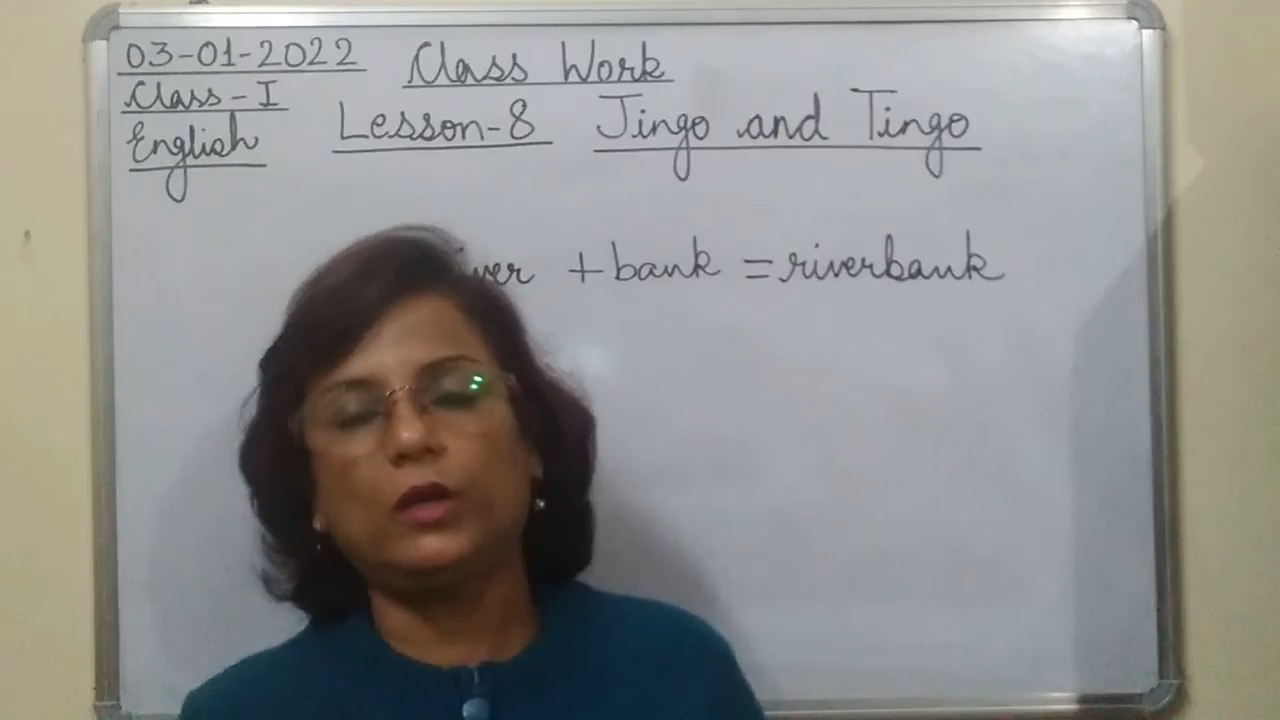 03-01-2022 Class Work
Class-I
English Lesson-8 Jingo and Tingo
+ bank = riverbank